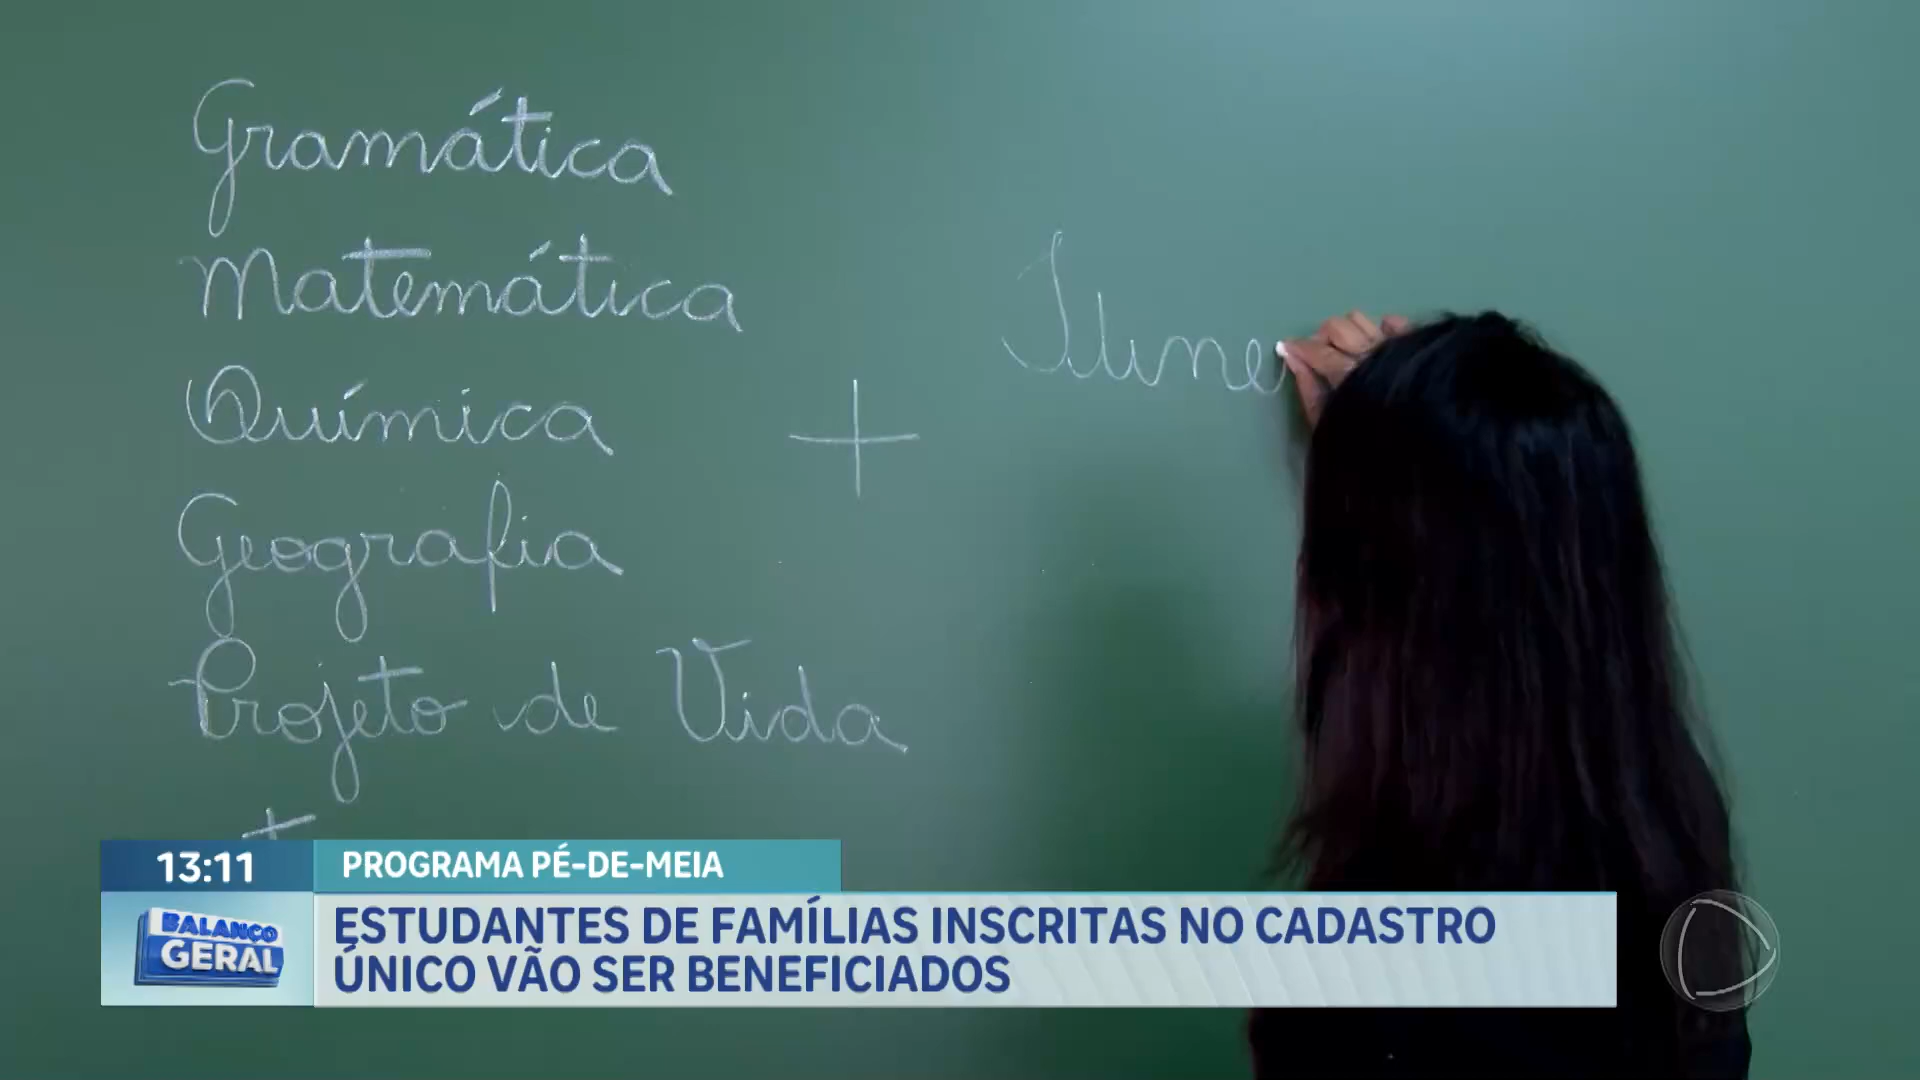 Gramática
Matemática
Química
Geografia
Projeto de Vida
+
+
13:11
PROGRAMA PÉ-DE-MEIA
BALANÇO
GERAL
ESTUDANTES DE FAMÍLIAS INSCRITAS NO CADASTRO
ÚNICO VÃO SER BENEFICIADOS